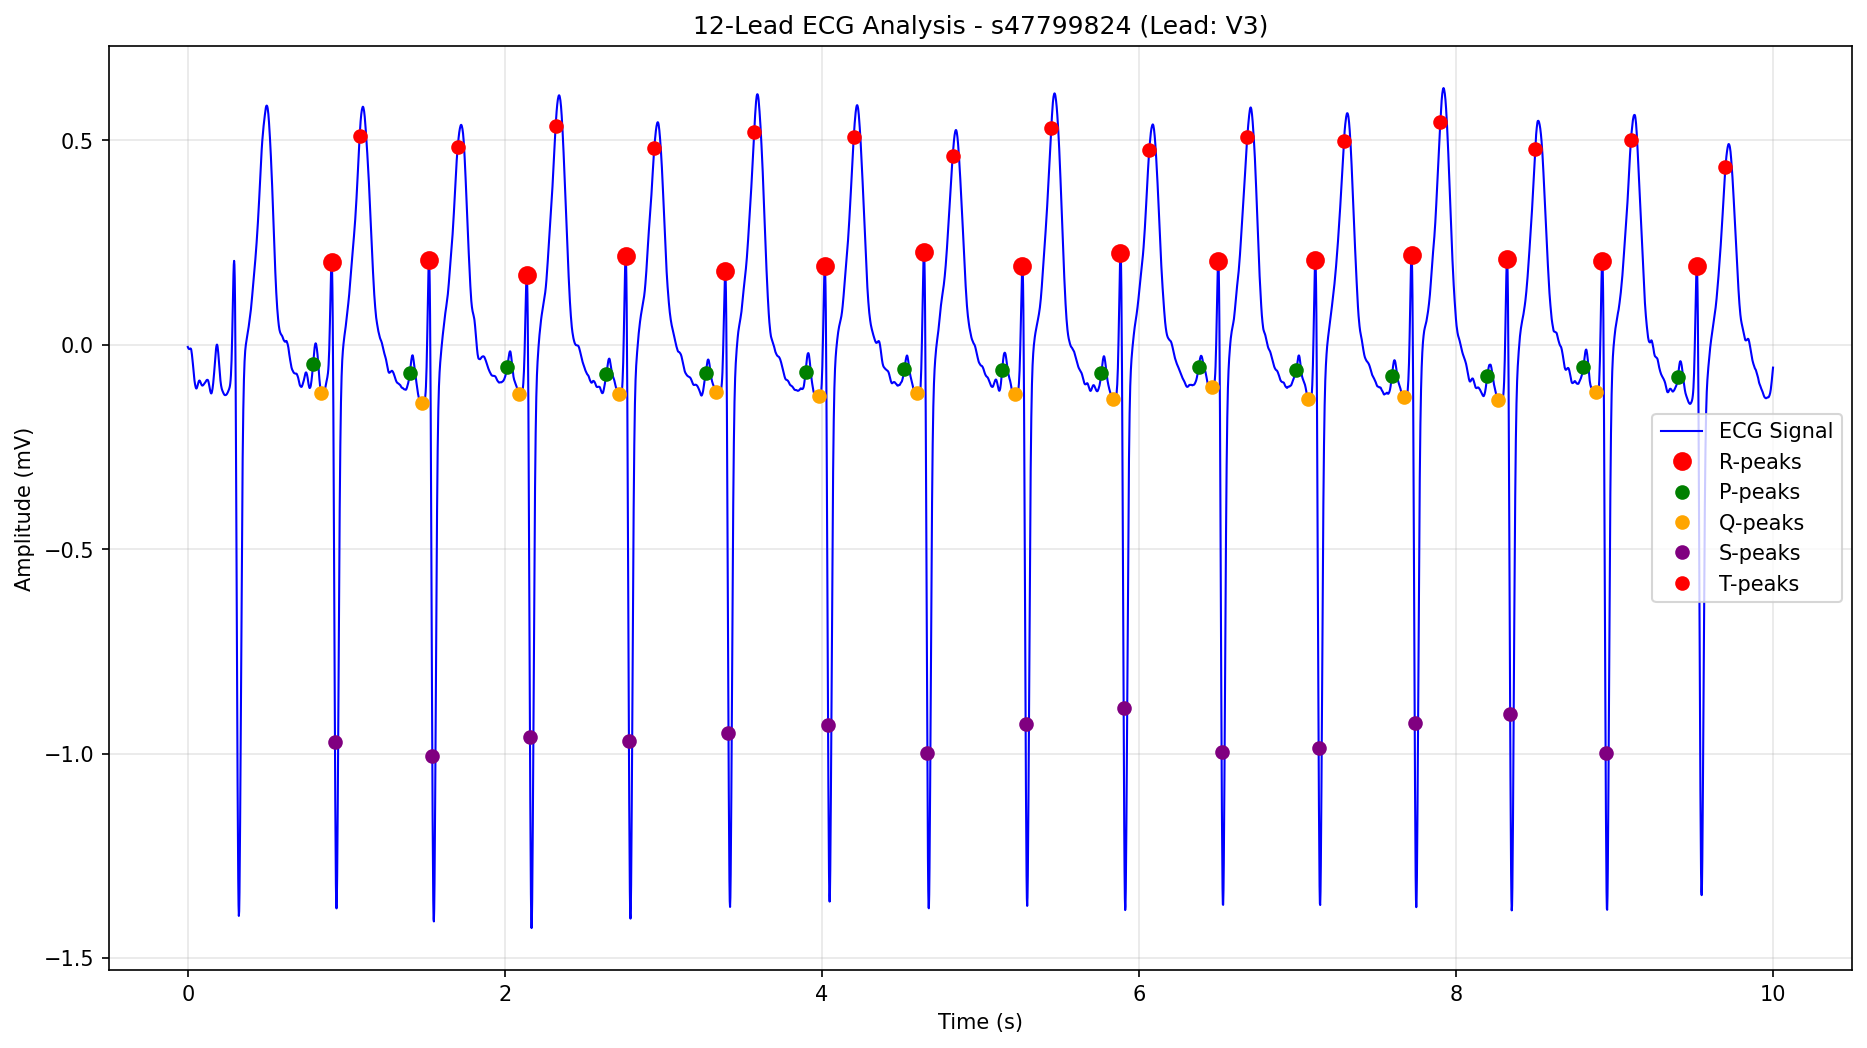 12-Lead ECG Analysis - s47799824 (Lead: V3)
Amplitude (mV)
0.5
0.0
−0.5
−1.0
−1.5
ECG Signal
R-peaks
P-peaks
Q-peaks
S-peaks
T-peaks
0 2 4 6 8 10
Time (s)